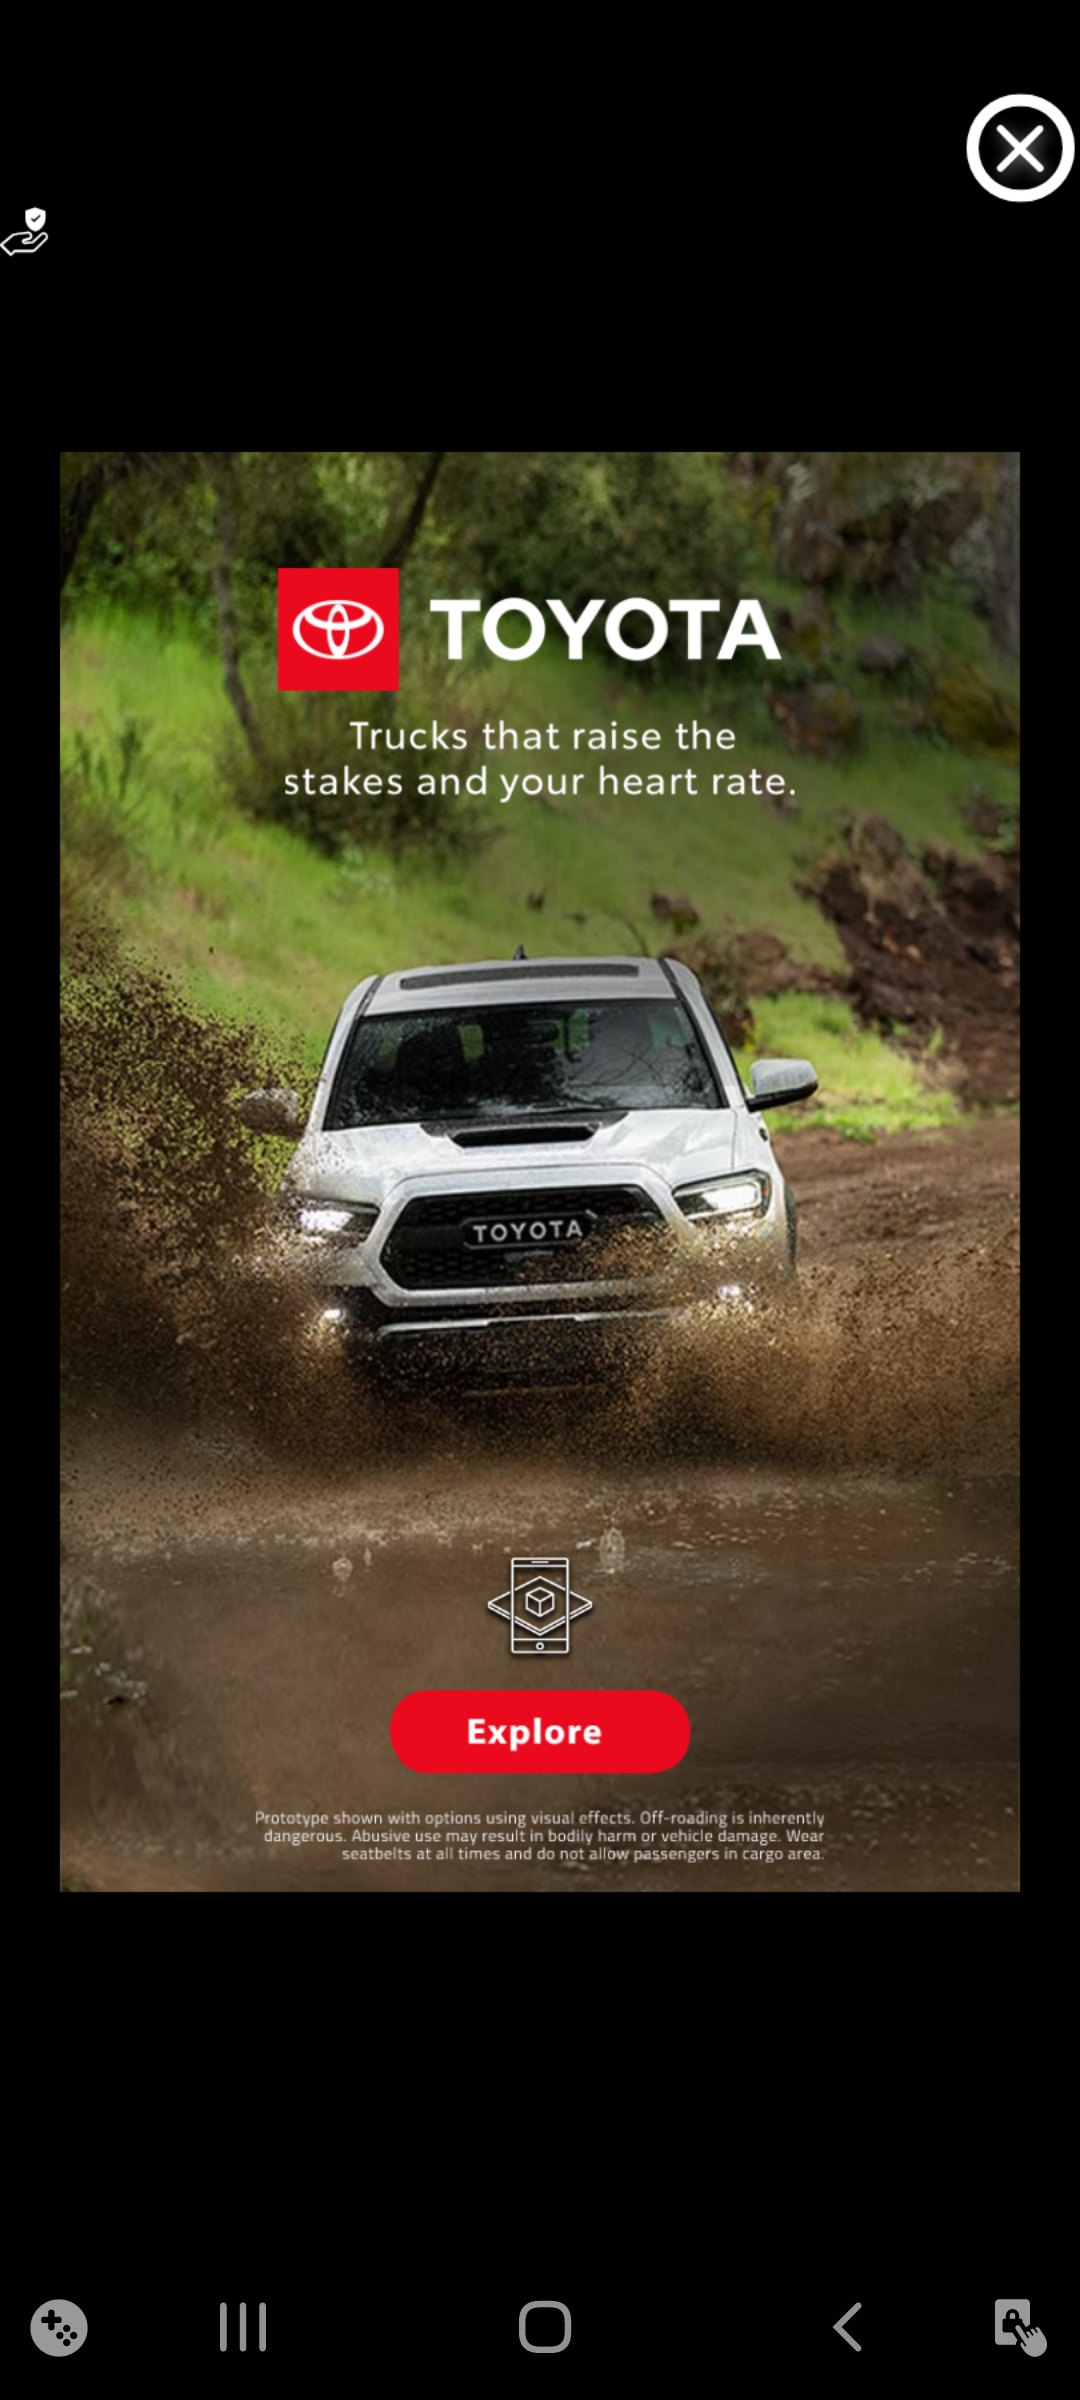 TOYOTA
Trucks that raise the
stakes and your heart rate.
TOYOTA
Explore
Prototype shown with options using visual effects. Off-roading is inherently
dangerous. Abusive use may result in bodily harm or vehicle damage. Wear
seatbelts at all times and do not allow passengers in cargo area.